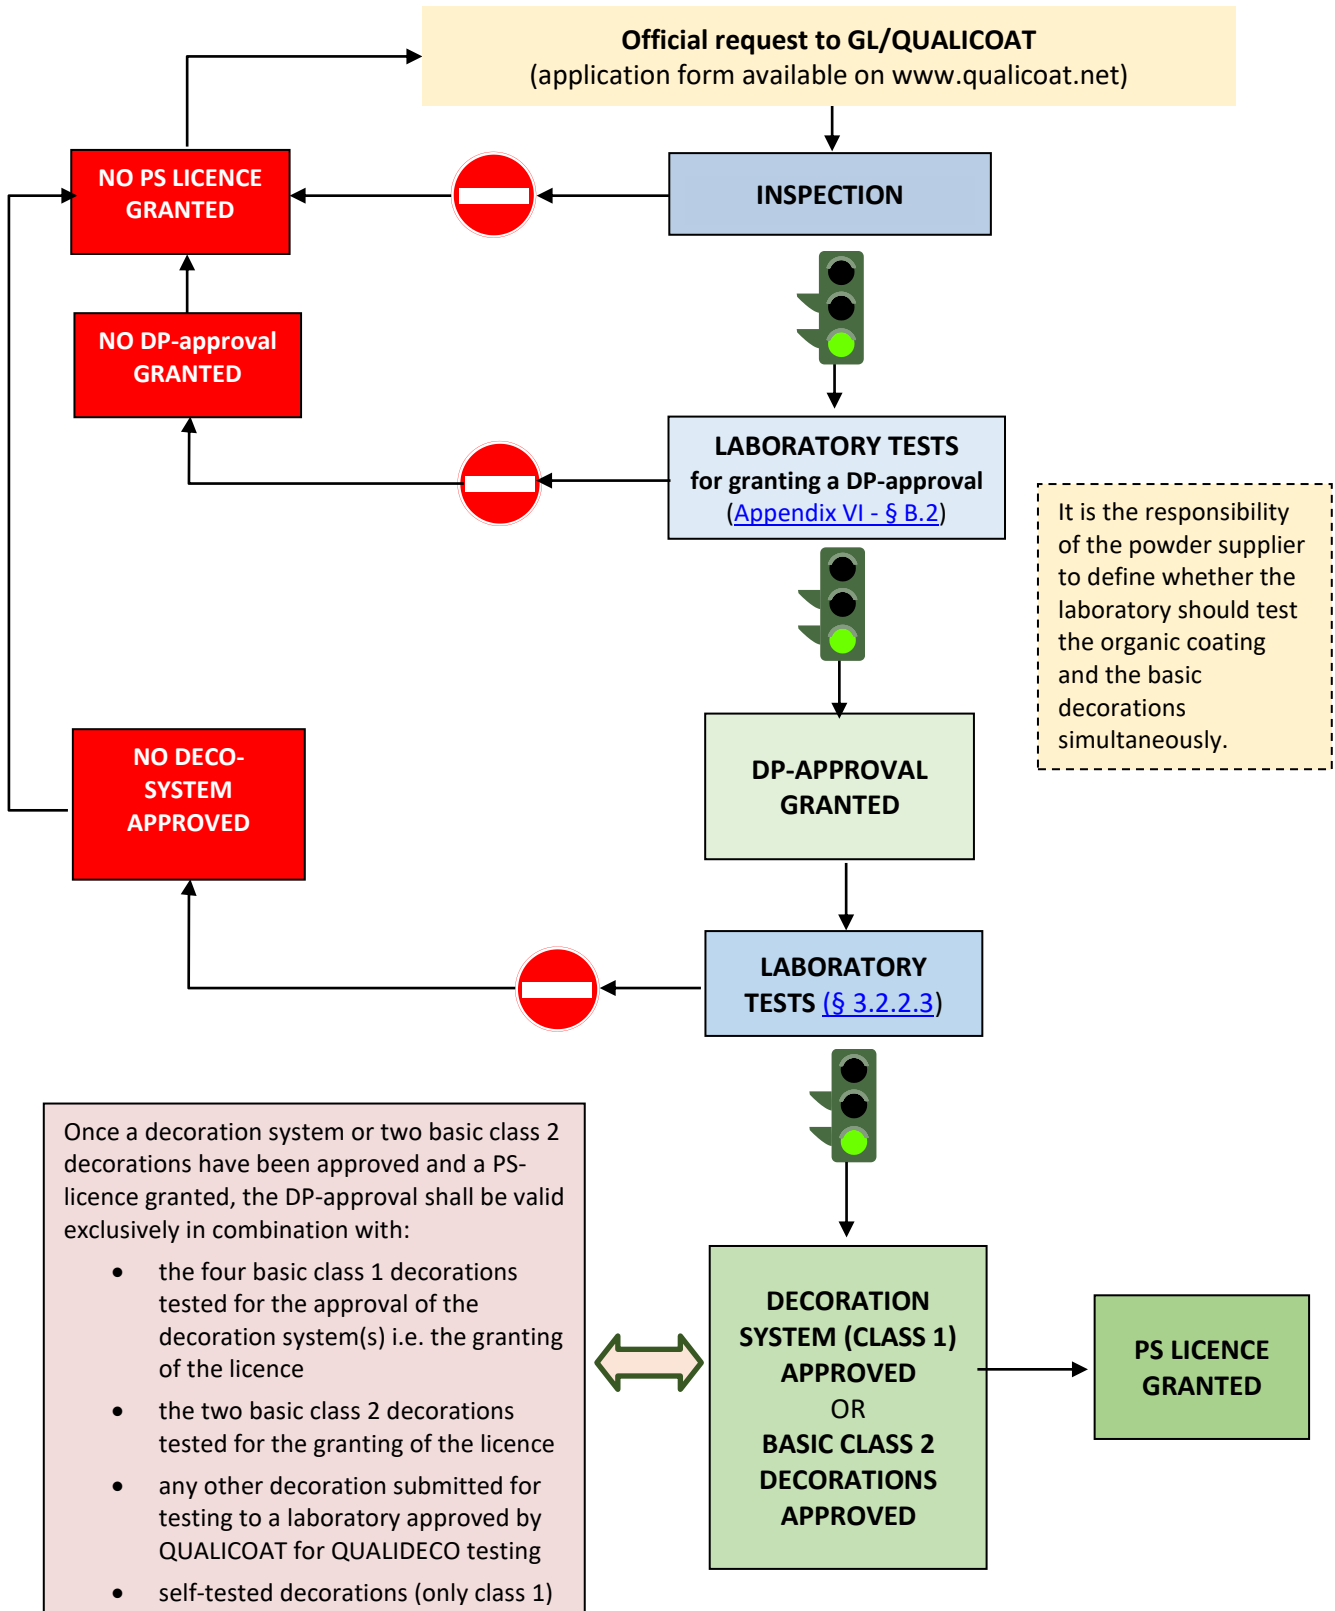 Official request to GL/QUALICOAT
(application form available on www.qualicoat.net)
NO PS LICENCE
GRANTED
INSPECTION
NO DP-approval
GRANTED
LABORATORY TESTS
for granting a DP-approval
(Appendix VI - § B.2)
It is the responsibility
of the powder supplier
to define whether the
laboratory should test
the organic coating
and the basic
decorations
simultaneously.
NO DECO-
SYSTEM
APPROVED
DP-APPROVAL
GRANTED
LABORATORY
TESTS (§ 3.2.2.3)
Once a decoration system or two basic class 2
decorations have been approved and a PS-
licence granted, the DP-approval shall be valid
exclusively in combination with:
• the four basic class 1 decorations
tested for the approval of the
decoration system(s) i.e. the granting
of the licence
• the two basic class 2 decorations
tested for the granting of the licence
• any other decoration submitted for
testing to a laboratory approved by
QUALICOAT for QUALIDECO testing
• self-tested decorations (only class 1)
DECORATION
SYSTEM (CLASS 1)
APPROVED
OR
BASIC CLASS 2
DECORATIONS
APPROVED
PS LICENCE
GRANTED